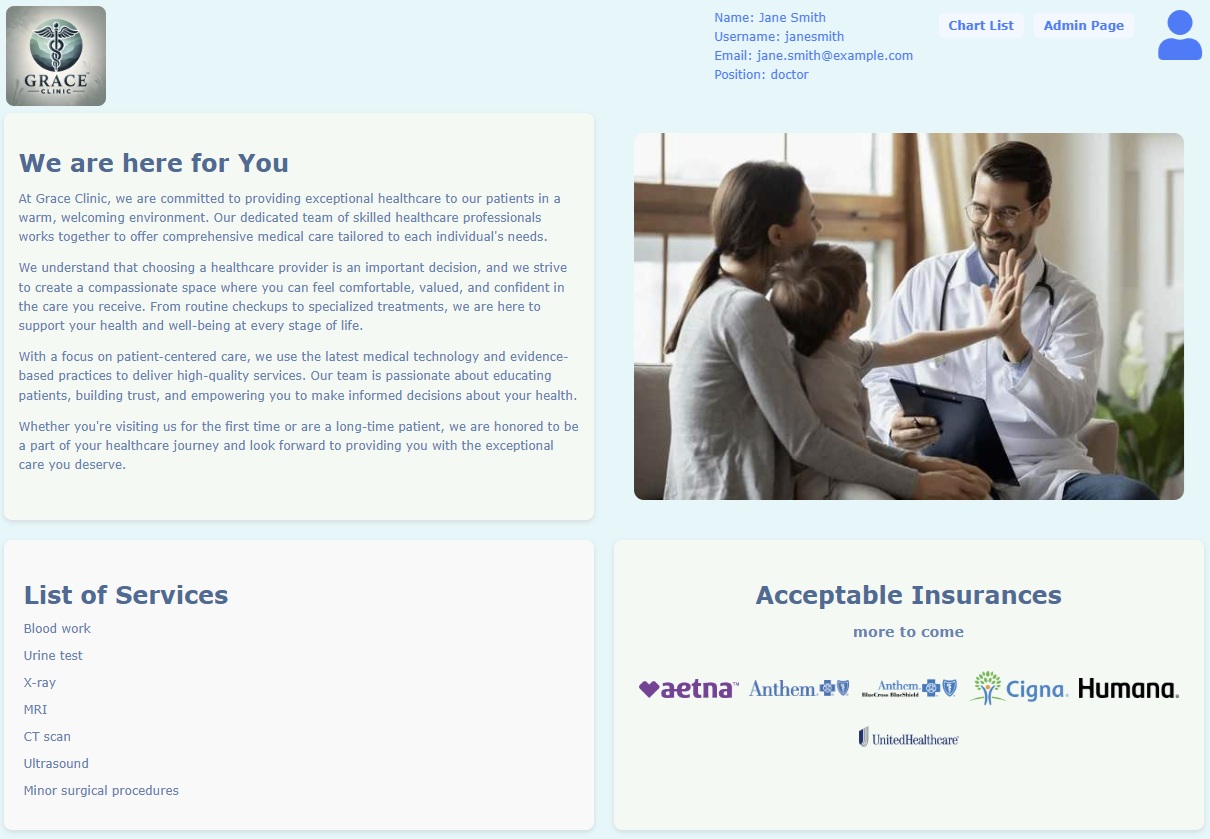 GRACE
CLINIC
Name: Jane Smith
Username: janesmith
Email: jane.smith@example.com
Position: doctor
Chart List
Admin Page
We are here for You
At Grace Clinic, we are committed to providing exceptional healthcare to our patients in a
warm, welcoming environment. Our dedicated team of skilled healthcare professionals
works together to offer comprehensive medical care tailored to each individual's needs.
We understand that choosing a healthcare provider is an important decision, and we strive
to create a compassionate space where you can feel comfortable, valued, and confident in
the care you receive. From routine checkups to specialized treatments, we are here to
support your health and well-being at every stage of life.
With a focus on patient-centered care, we use the latest medical technology and evidence-
based practices to deliver high-quality services. Our team is passionate about educating
patients, building trust, and empowering you to make informed decisions about your health.
Whether you're visiting us for the first time or are a long-time patient, we are honored to be
a part of your healthcare journey and look forward to providing you with the exceptional
care you deserve.
List of Services
Blood work
Urine test
X-ray
MRI
CT scan
Ultrasound
Minor surgical procedures
Acceptable Insurances
more to come
aetna™
Anthem
Anthem
BlueCross BlueShield
Cigna
Humana
UnitedHealthcare